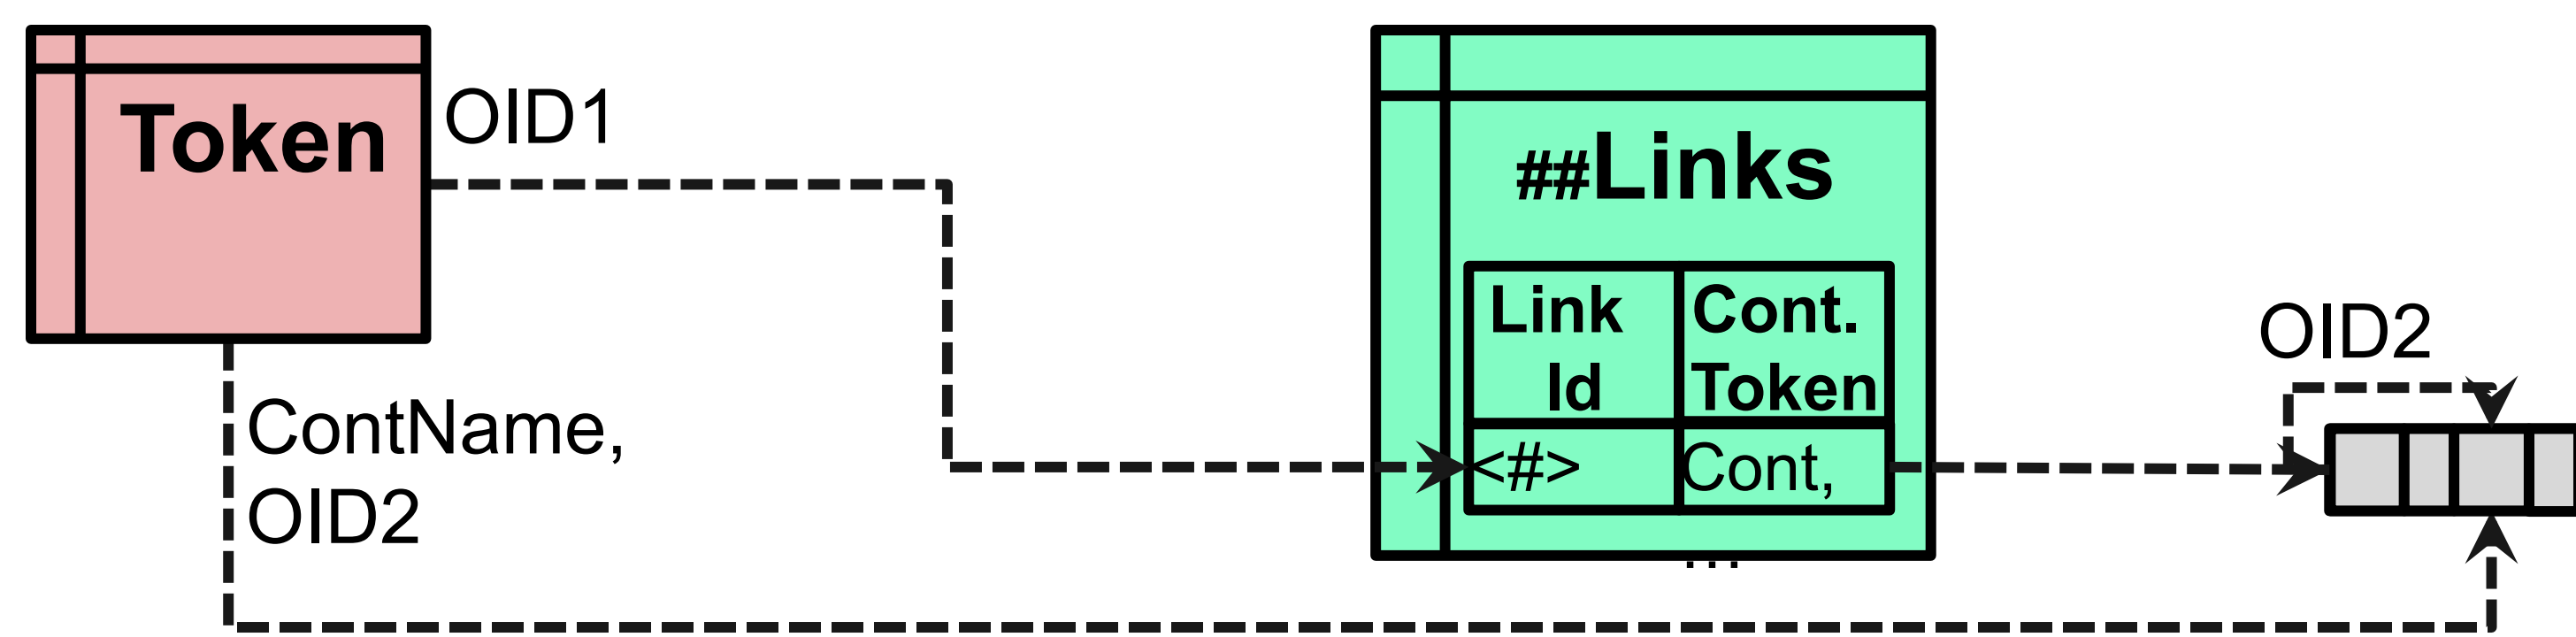 Token
OID1
ContName,
OID2
##Links
Link
Id
Cont.
Token
<#>
Cont,
...
OID2